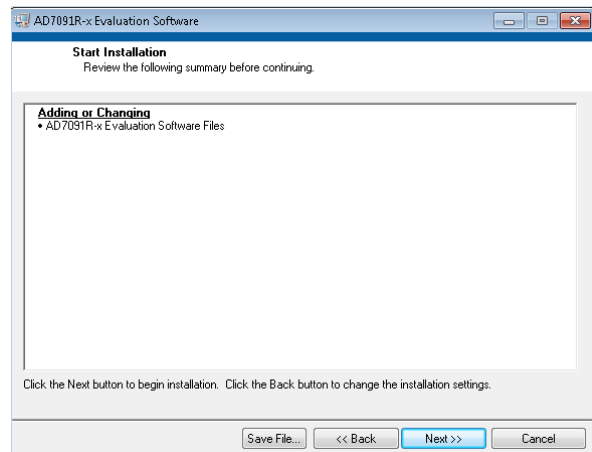 AD7091R-x Evaluation Software
Start Installation
Review the following summary before continuing.
Adding or Changing
• AD7091R-x Evaluation Software Files
Click the Next button to begin installation. Click the Back button to change the installation settings.
Save File... << Back Next >> Cancel